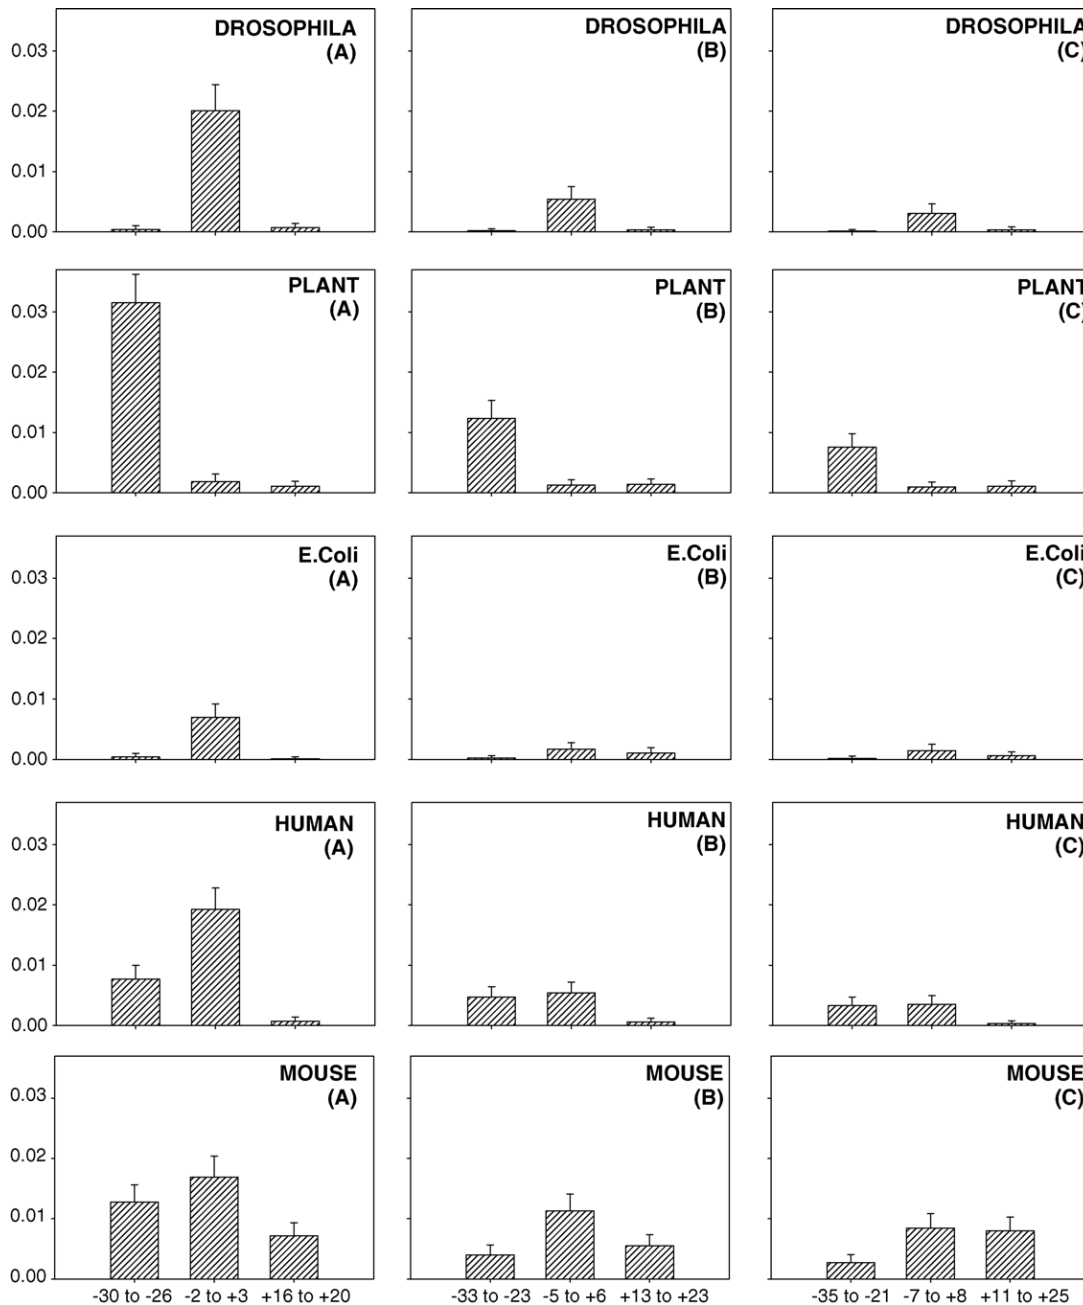 DROSOPHILA
(A)
0.03
0.02
0.01
0.00
DROSOPHILA
(B)
DROSOPHILA
(C)
PLANT
(A)
0.03
0.02
0.01
0.00
PLANT
(B)
PLANT
(C)
E.Coli
(A)
0.03
0.02
0.01
0.00
E.Coli
(B)
E.Coli
(C)
HUMAN
(A)
0.03
0.02
0.01
0.00
HUMAN
(B)
HUMAN
(C)
MOUSE
(A)
0.03
0.02
0.01
0.00
-30 to -26 -2 to +3 +16 to +20
MOUSE
(B)
-33 to -23 -5 to +6 +13 to +23
MOUSE
(C)
-35 to -21 -7 to +8 +11 to +25